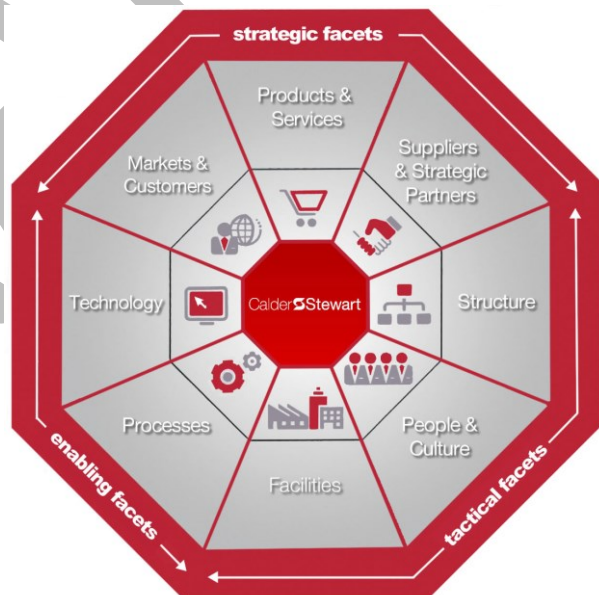 strategic facets
Products &
Services
Markets &
Customers
Suppliers
& Strategic
Partners
Technology
Calder Stewart
Structure
Processes
People &
Culture
Facilities
enabling facets
tactical facets